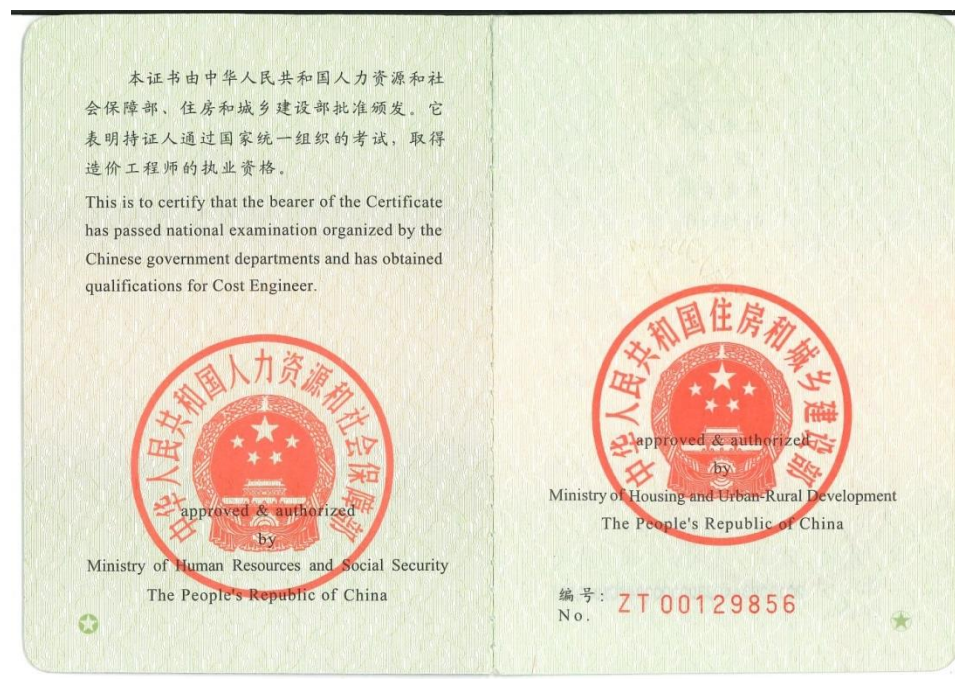 本证书由中华人民共和国人力资源和社
会保障部、住房和城乡建设部批准颁发。它
表明持证人通过国家统一组织的考试，取得
造价工程师的执业资格。
This is to certify that the bearer of the Certificate
has passed national examination organized by the
Chinese government departments and has obtained
qualifications for Cost Engineer.
中华人民共和国人力资源和社会保障部
approved & authorized
by
Ministry of Human Resources and Social Security
The People's Republic of China
中华人民共和国住房和城乡建设部
approved & authorized
by
Ministry of Housing and Urban-Rural Development
The People's Republic of China
编号:
No.
ZT 00129856